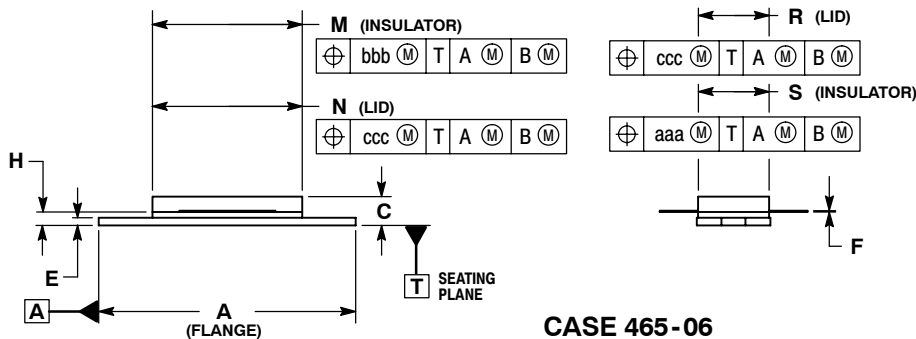 M (INSULATOR)
⌖ bbb Ⓜ T A Ⓜ B Ⓜ
R (LID)
⌖ ccc Ⓜ T A Ⓜ B Ⓜ
N (LID)
⌖ ccc Ⓜ T A Ⓜ B Ⓜ
S (INSULATOR)
⌖ aaa Ⓜ T A Ⓜ B Ⓜ
H
C
E
F
T SEATING
PLANE
A
A
(FLANGE)
CASE 465-06